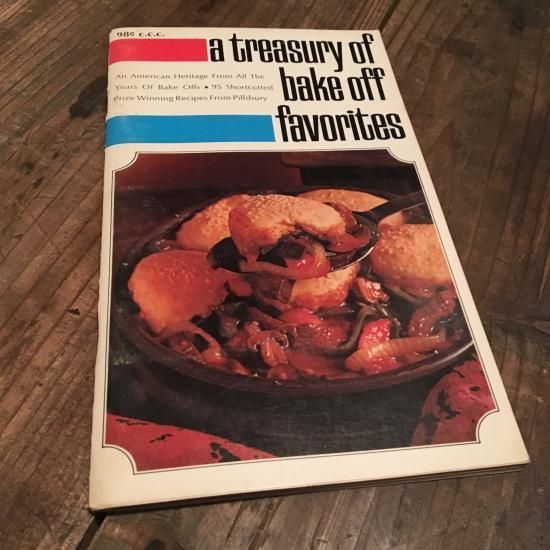 98¢ c.c.c.
a treasury of
bake off
favorites
An American Heritage From All The
Years Of Bake Offs • 95 Shortcutted
Prize Winning Recipes From Pillsbury